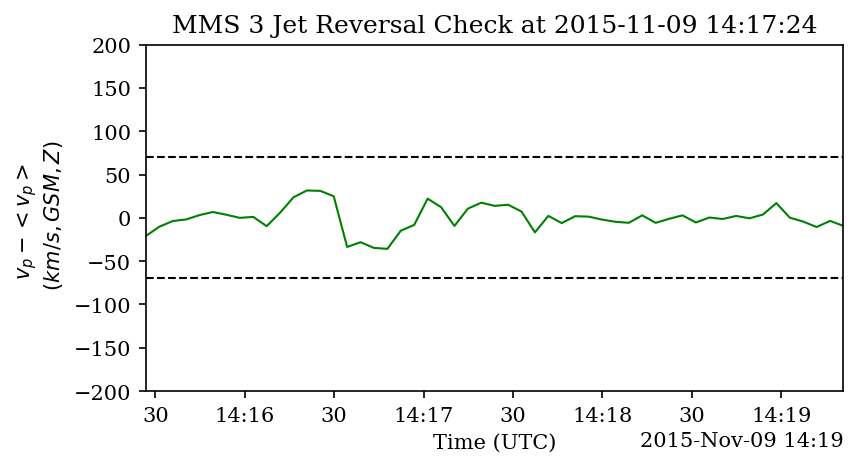 MMS 3 Jet Reversal Check at 2015-11-09 14:17:24
200
150
100
50
0
−50
−100
−150
−200
v_p − < v_p >
(km/s, GSM, Z)
30 14:16 30 14:17 30 14:18 30 14:19
Time (UTC)
2015-Nov-09 14:19